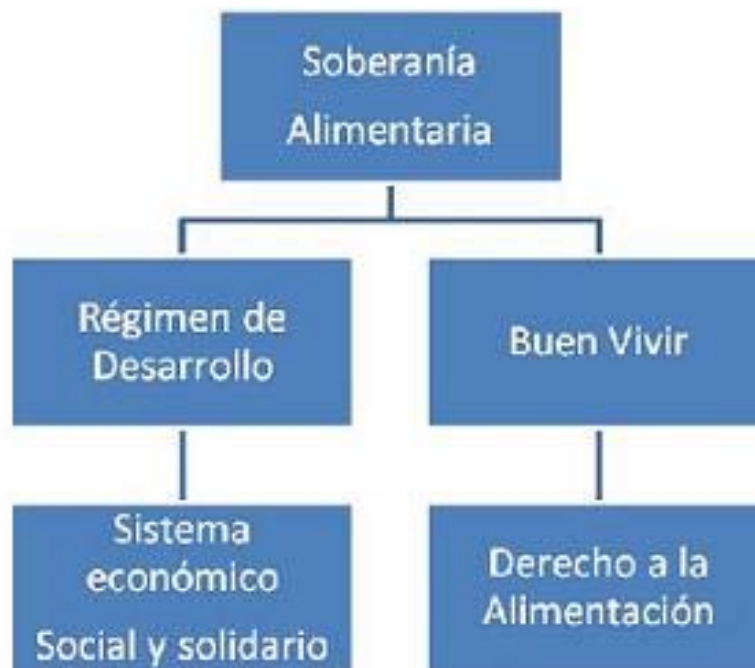 Soberanía
Alimentaria
Régimen de
Desarrollo
Buen Vivir
Sistema
económico
Social y solidario
Derecho a la
Alimentación